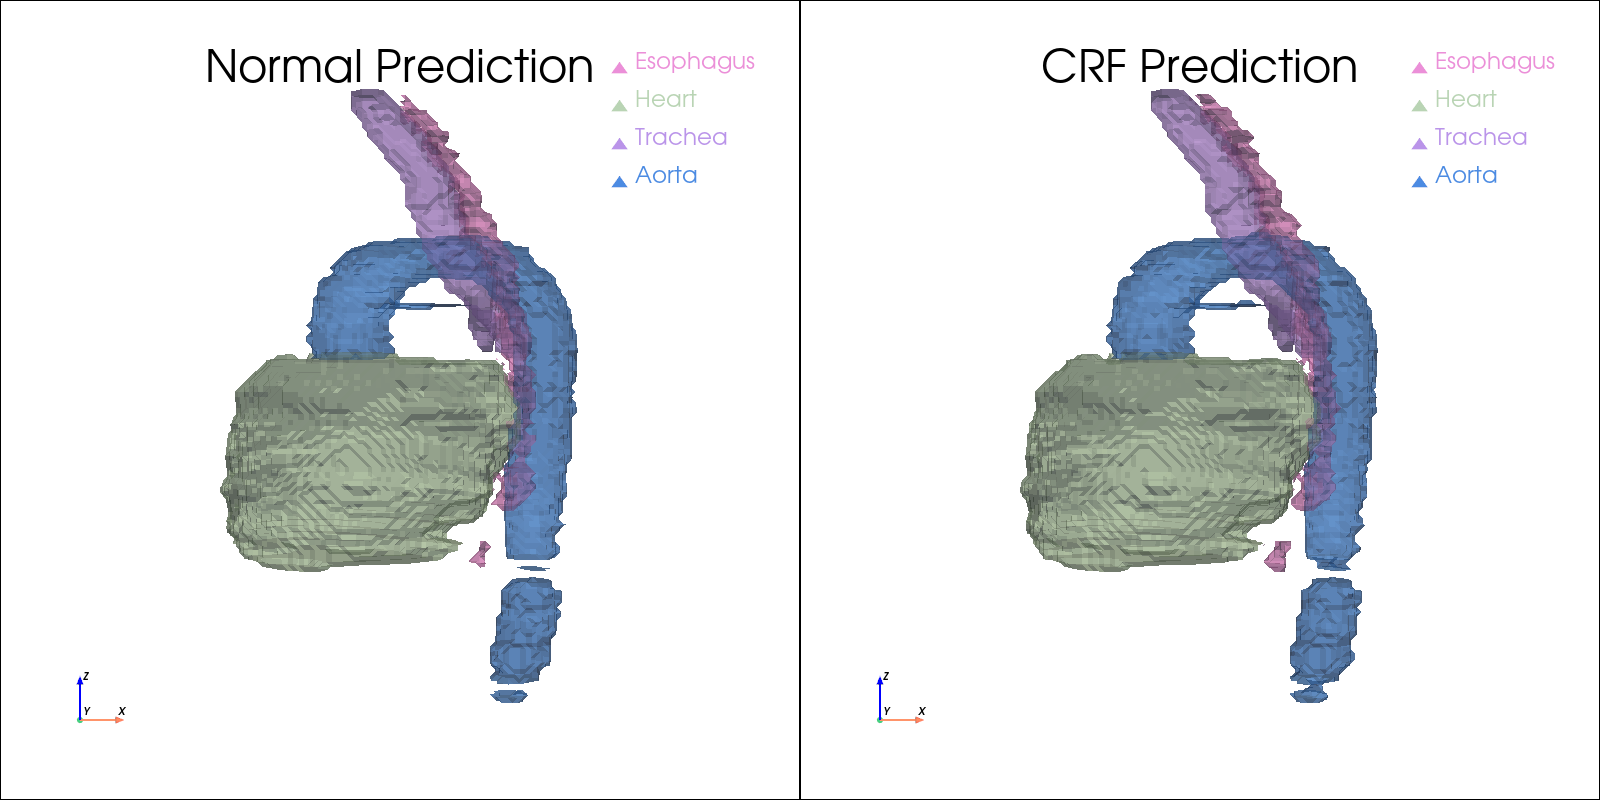 Normal Prediction
Esophagus
Heart
Trachea
Aorta
Z
Y
X
CRF Prediction
Esophagus
Heart
Trachea
Aorta
Z
Y
X